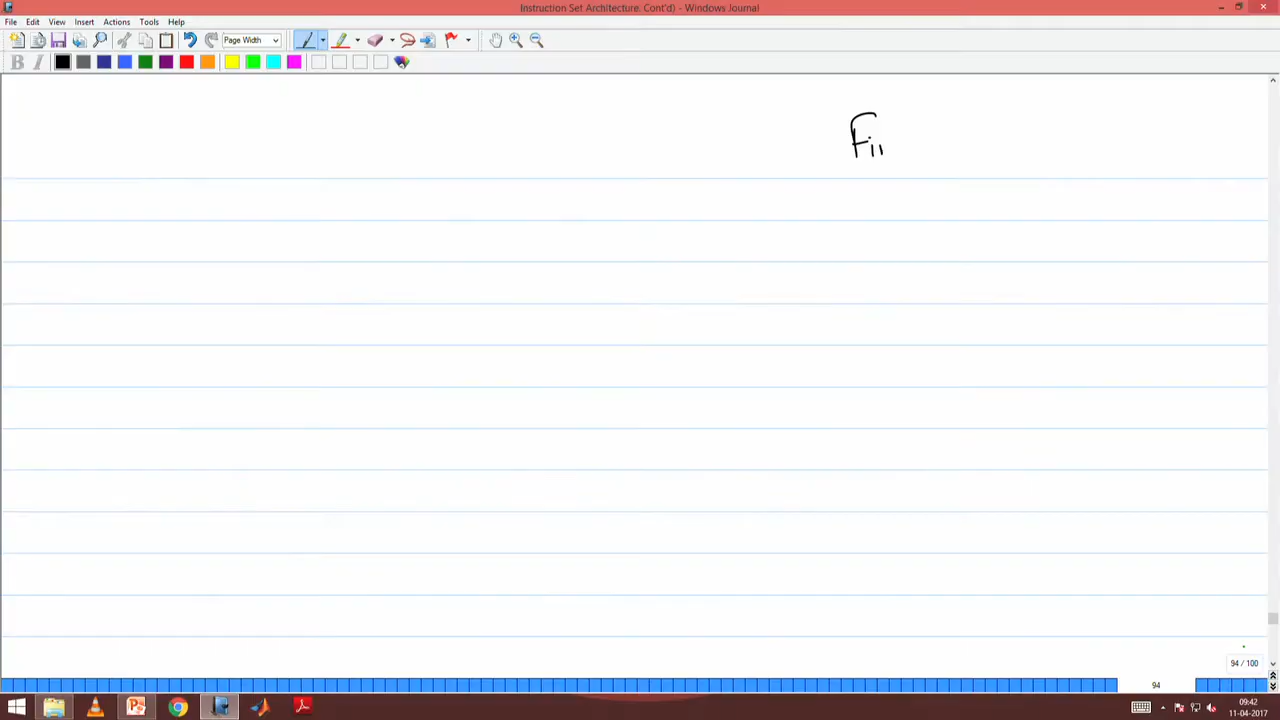 Instruction Set Architecture. Cont'd) - Windows Journal
File Edit View Insert Actions Tools Help
Page Width
B I
Fii
94 / 100
94
09:42
11-04-2017